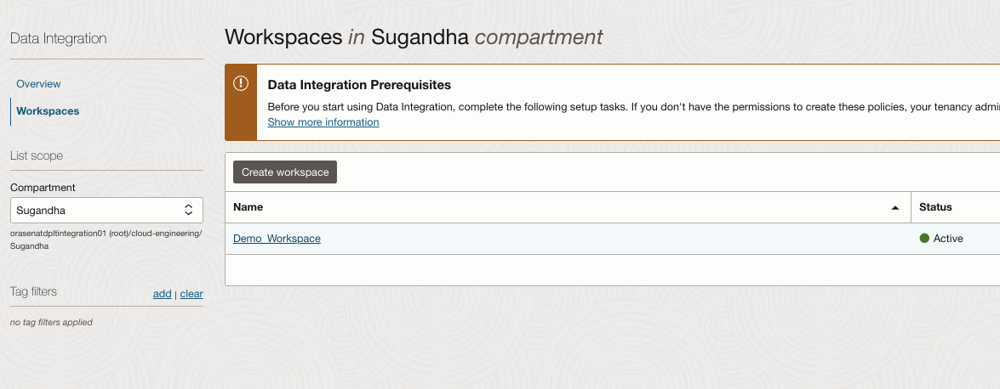 Data Integration
Overview
Workspaces
List scope
Compartment
Sugandha
orasenatdpltintegration01 (root)/cloud-engineering/
Sugandha
Tag filters
add | clear
no tag filters applied
Workspaces in Sugandha compartment
Data Integration Prerequisites
Before you start using Data Integration, complete the following setup tasks. If you don't have the permissions to create these policies, your tenancy
Show more information
Create workspace
Name
Status
Demo_Workspace
Active